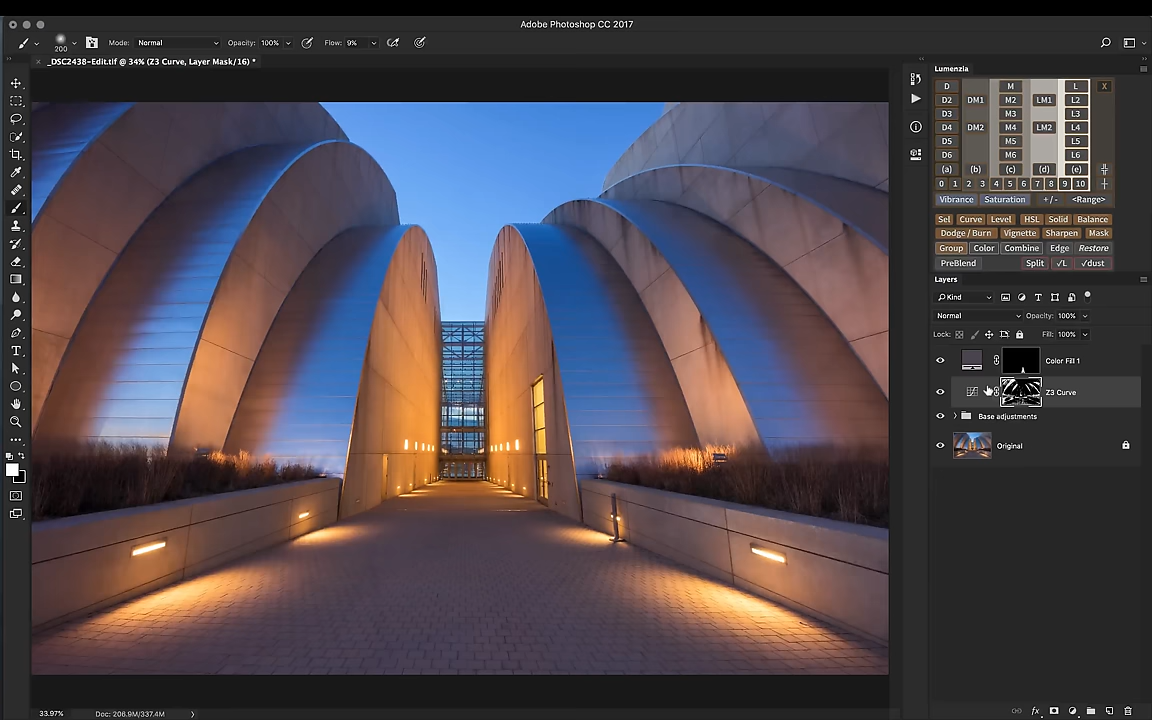 Adobe Photoshop CC 2017
200
Mode: Normal Opacity: 100% Flow: 9%
_DSC2438-Edit.tif @ 34% (Z3 Curve, Layer Mask/16) *
Lumenzia
D M L X
D2 DM1 M2 LM1 L2
D3 M3 L3
D4 DM2 M4 LM2 L4
D5 M5 L5
D6 M6 L6
(a) (b) (c) (d) (e)
0 1 2 3 4 5 6 7 8 9 10
Vibrance Saturation +/- <Range>
Sel Curve Level HSL Solid Balance
Dodge / Burn Vignette Sharpen Mask
Group Color Combine Edge Restore
PreBlend Split √L √dust
Layers
Kind
Normal Opacity: 100%
Lock: Fill: 100%
Color Fill 1
Z3 Curve
Base adjustments
Original
33.97% Doc: 206.9M/337.4M